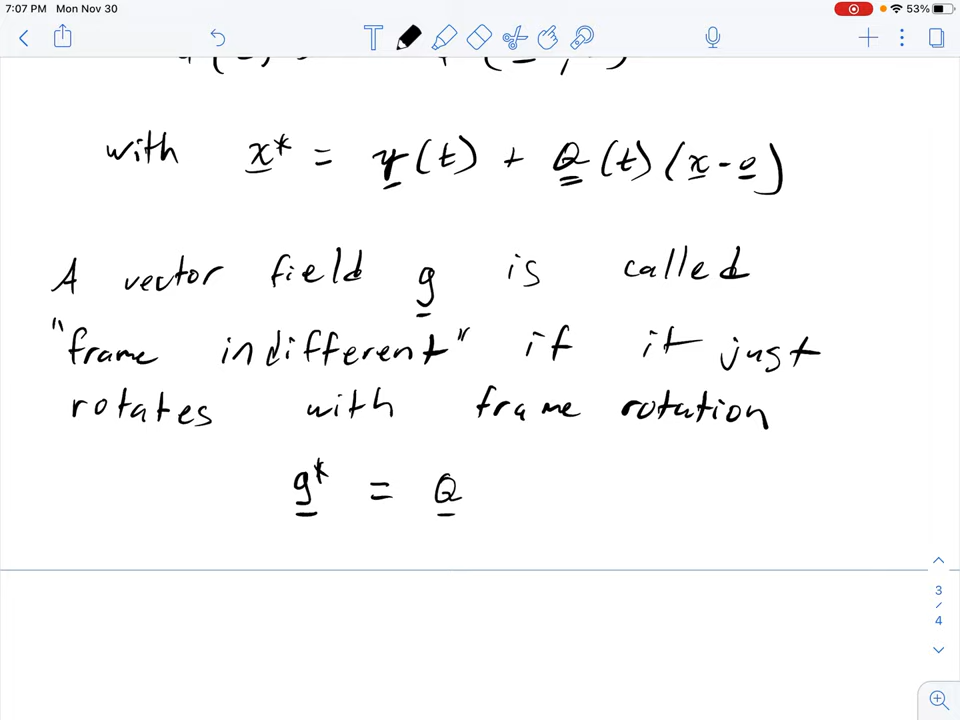 7:07 PM Mon Nov 30
53%
T
with x* = γ(t) + Q(t)(x-o)
A vector field g is called
"frame indifferent" if it just
rotates with frame rotation
g* = Q
3
/
4